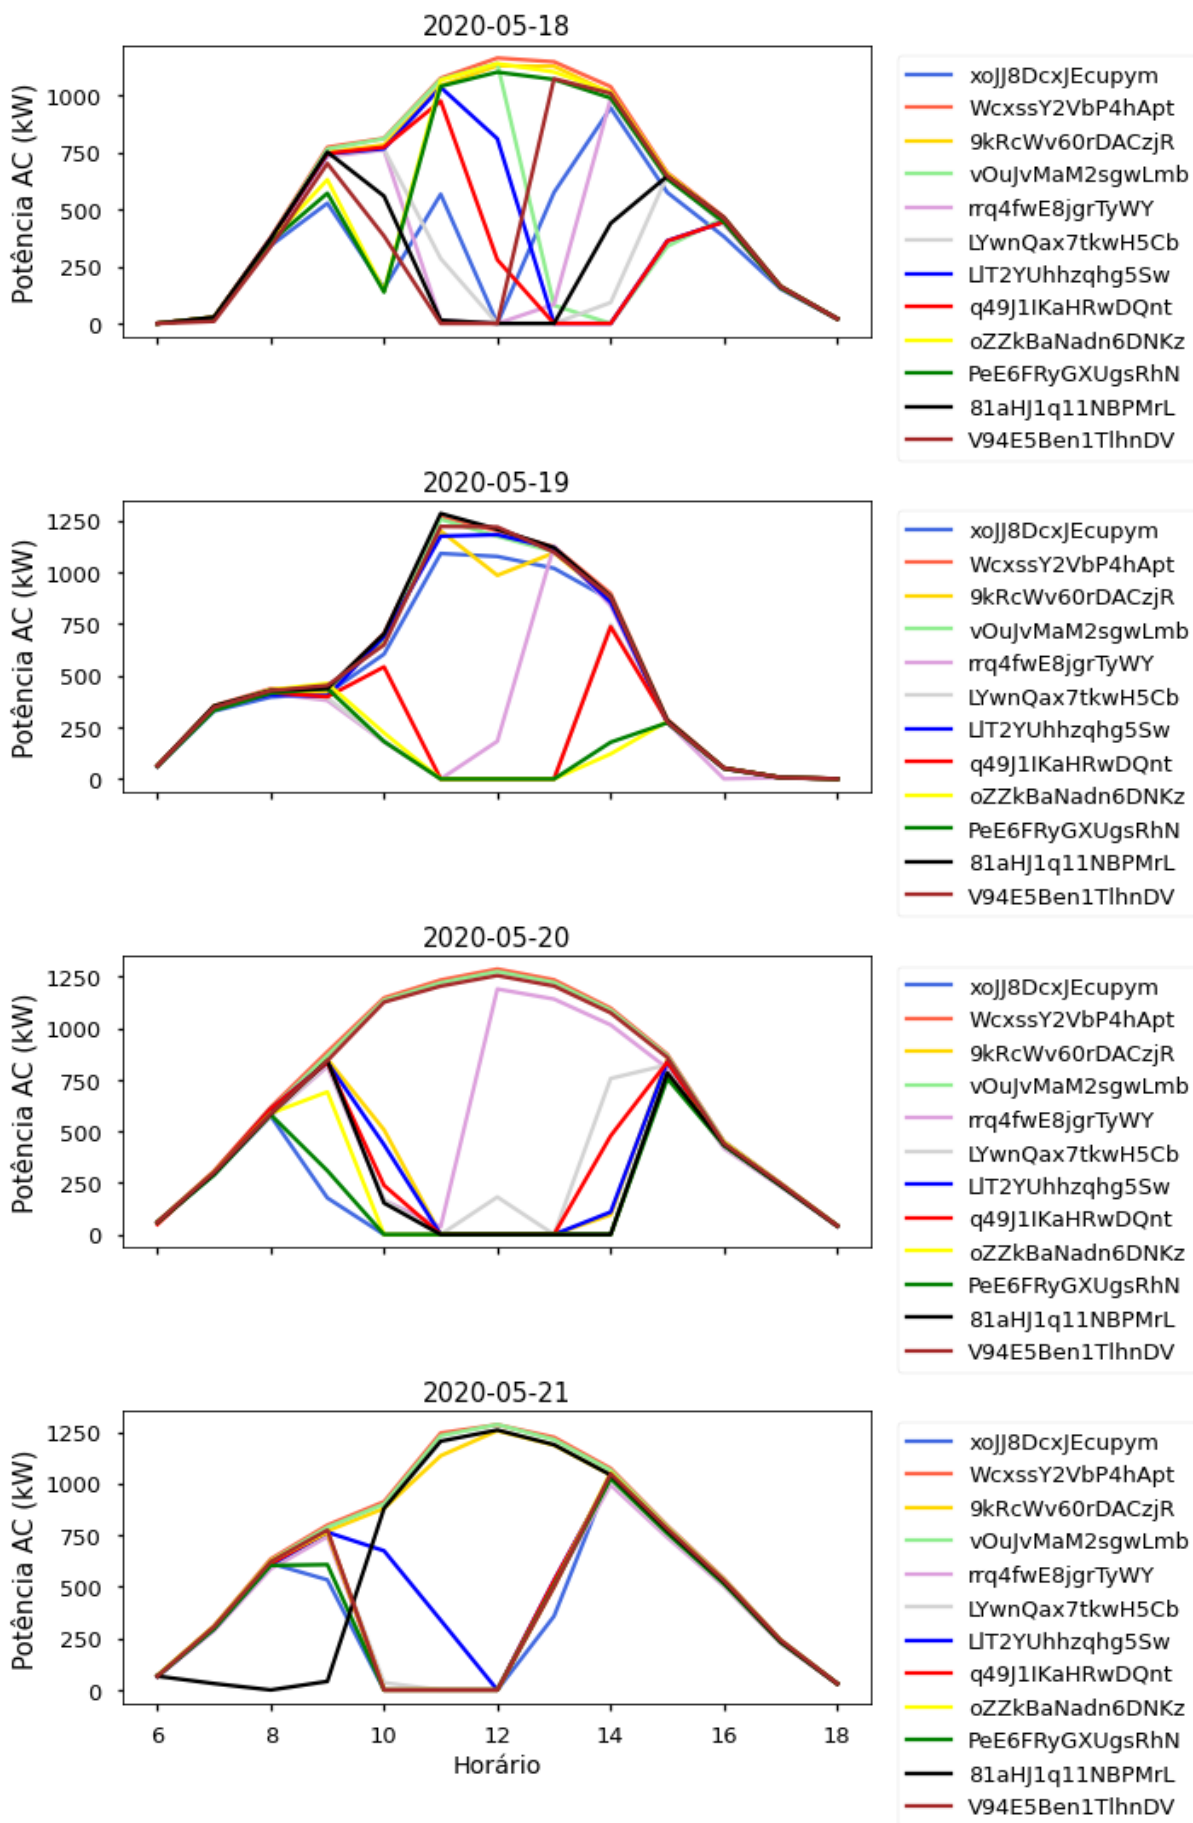 2020-05-18
Potência AC (kW)
1000
750
500
250
0
xoJJ8DcxJEcupym
WcxssY2VbP4hApt
9kRcWv60rDACzjR
vOuJvMaM2sgwLmb
rrq4fwE8jgrTyWY
LYwnQax7tkwH5Cb
LlT2YUhhzqhg5Sw
q49J1IKaHRwDQnt
oZZkBaNadn6DNKz
PeE6FRyGXUgsRhN
81aHJ1q11NBPMrL
V94E5Ben1TlhnDV
2020-05-19
Potência AC (kW)
1250
1000
750
500
250
0
xoJJ8DcxJEcupym
WcxssY2VbP4hApt
9kRcWv60rDACzjR
vOuJvMaM2sgwLmb
rrq4fwE8jgrTyWY
LYwnQax7tkwH5Cb
LlT2YUhhzqhg5Sw
q49J1IKaHRwDQnt
oZZkBaNadn6DNKz
PeE6FRyGXUgsRhN
81aHJ1q11NBPMrL
V94E5Ben1TlhnDV
2020-05-20
Potência AC (kW)
1250
1000
750
500
250
0
xoJJ8DcxJEcupym
WcxssY2VbP4hApt
9kRcWv60rDACzjR
vOuJvMaM2sgwLmb
rrq4fwE8jgrTyWY
LYwnQax7tkwH5Cb
LlT2YUhhzqhg5Sw
q49J1IKaHRwDQnt
oZZkBaNadn6DNKz
PeE6FRyGXUgsRhN
81aHJ1q11NBPMrL
V94E5Ben1TlhnDV
2020-05-21
Potência AC (kW)
1250
1000
750
500
250
0
6 8 10 12 14 16 18
Horário
xoJJ8DcxJEcupym
WcxssY2VbP4hApt
9kRcWv60rDACzjR
vOuJvMaM2sgwLmb
rrq4fwE8jgrTyWY
LYwnQax7tkwH5Cb
LlT2YUhhzqhg5Sw
q49J1IKaHRwDQnt
oZZkBaNadn6DNKz
PeE6FRyGXUgsRhN
81aHJ1q11NBPMrL
V94E5Ben1TlhnDV